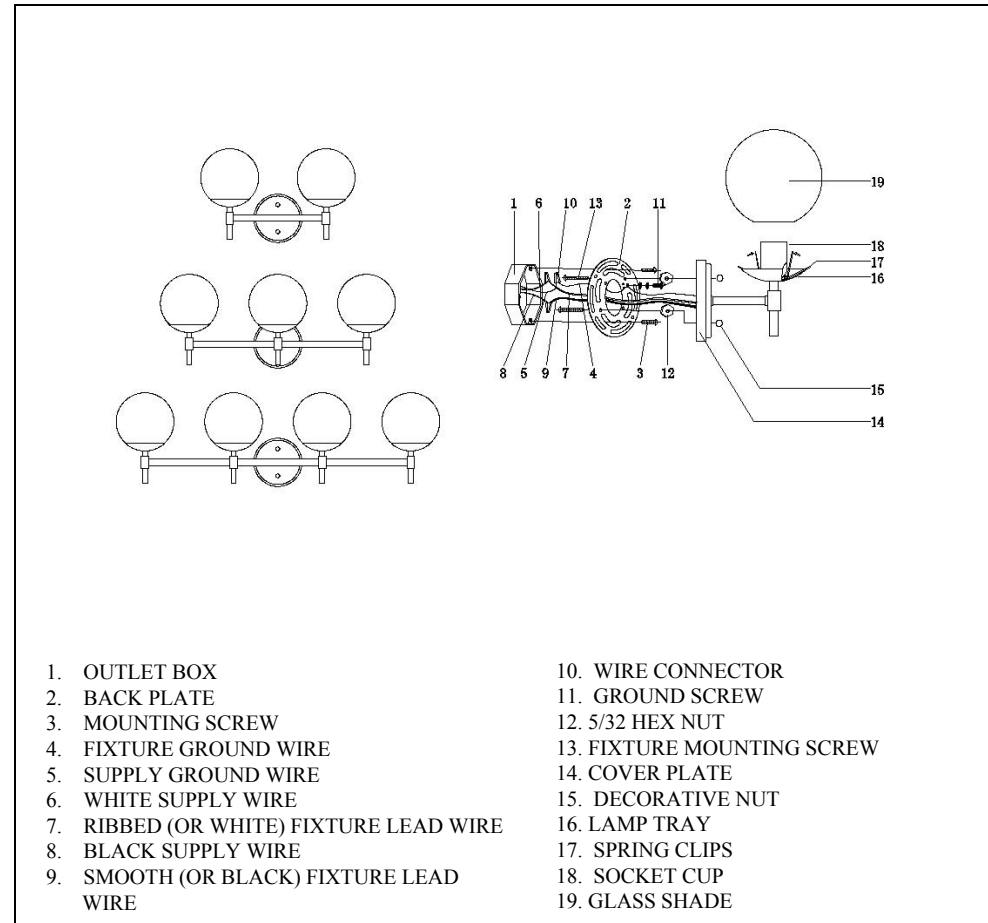 19
1 6 10 13 2 11
18
17
16
8 5 9 7 4 3 12
15
14
1. OUTLET BOX
2. BACK PLATE
3. MOUNTING SCREW
4. FIXTURE GROUND WIRE
5. SUPPLY GROUND WIRE
6. WHITE SUPPLY WIRE
7. RIBBED (OR WHITE) FIXTURE LEAD WIRE
8. BLACK SUPPLY WIRE
9. SMOOTH (OR BLACK) FIXTURE LEAD
WIRE
10. WIRE CONNECTOR
11. GROUND SCREW
12. 5/32 HEX NUT
13. FIXTURE MOUNTING SCREW
14. COVER PLATE
15. DECORATIVE NUT
16. LAMP TRAY
17. SPRING CLIPS
18. SOCKET CUP
19. GLASS SHADE